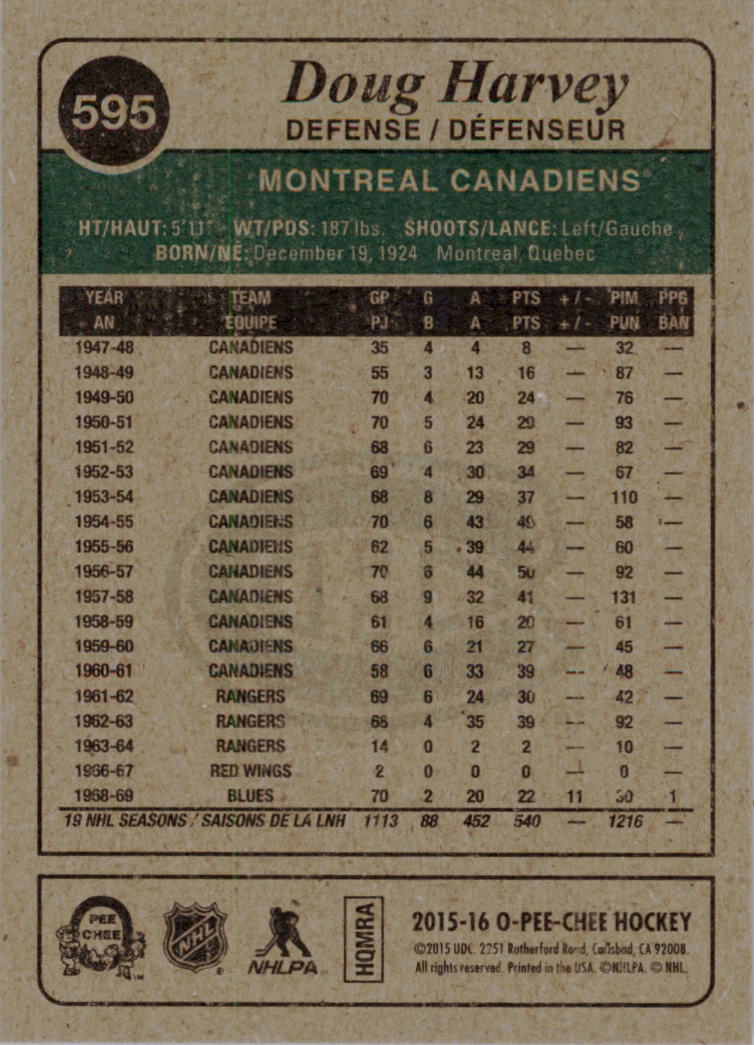 595
Doug Harvey
DEFENSE / DÉFENSEUR
MONTREAL CANADIENS
HT/HAUT: 5'11" WT/PDS: 187 lbs. SHOOTS/LANCE: Left/Gauche
BORN/NÉ: December 19, 1924 Montreal, Quebec
YEAR TEAM GP G A PTS +/- PIM PPG
AN ÉQUIPE PJ B A PTS +/- PUN BAN
1947-48 CANADIENS 35 4 4 8 — 32 —
1948-49 CANADIENS 55 3 13 16 — 87 —
1949-50 CANADIENS 70 4 20 24 — 76 —
1950-51 CANADIENS 70 5 24 29 — 93 —
1951-52 CANADIENS 68 6 23 29 — 82 —
1952-53 CANADIENS 69 4 30 34 — 67 —
1953-54 CANADIENS 68 8 29 37 — 110 —
1954-55 CANADIENS 70 6 43 49 — 58 —
1955-56 CANADIENS 62 5 39 44 — 60 —
1956-57 CANADIENS 70 6 44 50 — 92 —
1957-58 CANADIENS 68 9 32 41 — 131 —
1958-59 CANADIENS 61 4 16 20 — 61 —
1959-60 CANADIENS 66 6 21 27 — 45 —
1960-61 CANADIENS 58 6 33 39 — 48 —
1961-62 RANGERS 69 6 24 30 — 42 —
1962-63 RANGERS 68 4 35 39 — 92 —
1963-64 RANGERS 14 0 2 2 — 10 —
1966-67 RED WINGS 2 0 0 0 — 0 —
1968-69 BLUES 70 2 20 22 11 30 1
19 NHL SEASONS / SAISONS DE LA LNH 1113 88 452 540 — 1216 —
PEE
CHEE
TM
NHL
®
NHLPA
HQMRA
2015-16 O-PEE-CHEE HOCKEY
©2015 UDC. 2251 Rutherford Road, Carlsbad, CA 92008.
All rights reserved. Printed in the USA. ©NHLPA. © NHL.